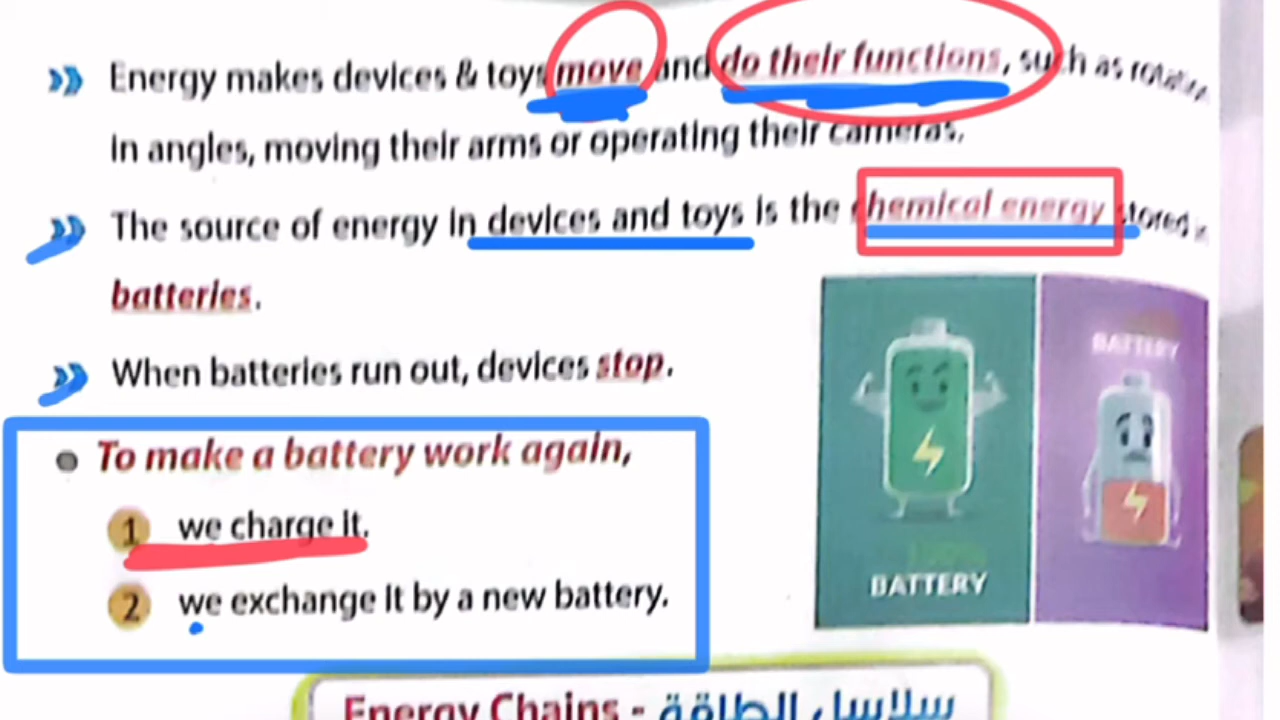 Energy makes devices & toys move and do their functions, such as
in angles, moving their arms or operating their cameras.
The source of energy in devices and toys is the chemical energy stored
batteries.
When batteries run out, devices stop.
To make a battery work again,
1 we charge it.
2 we exchange it by a new battery.
BATTERY
BATTERY
Energy Chains - سلاسل الطاقة